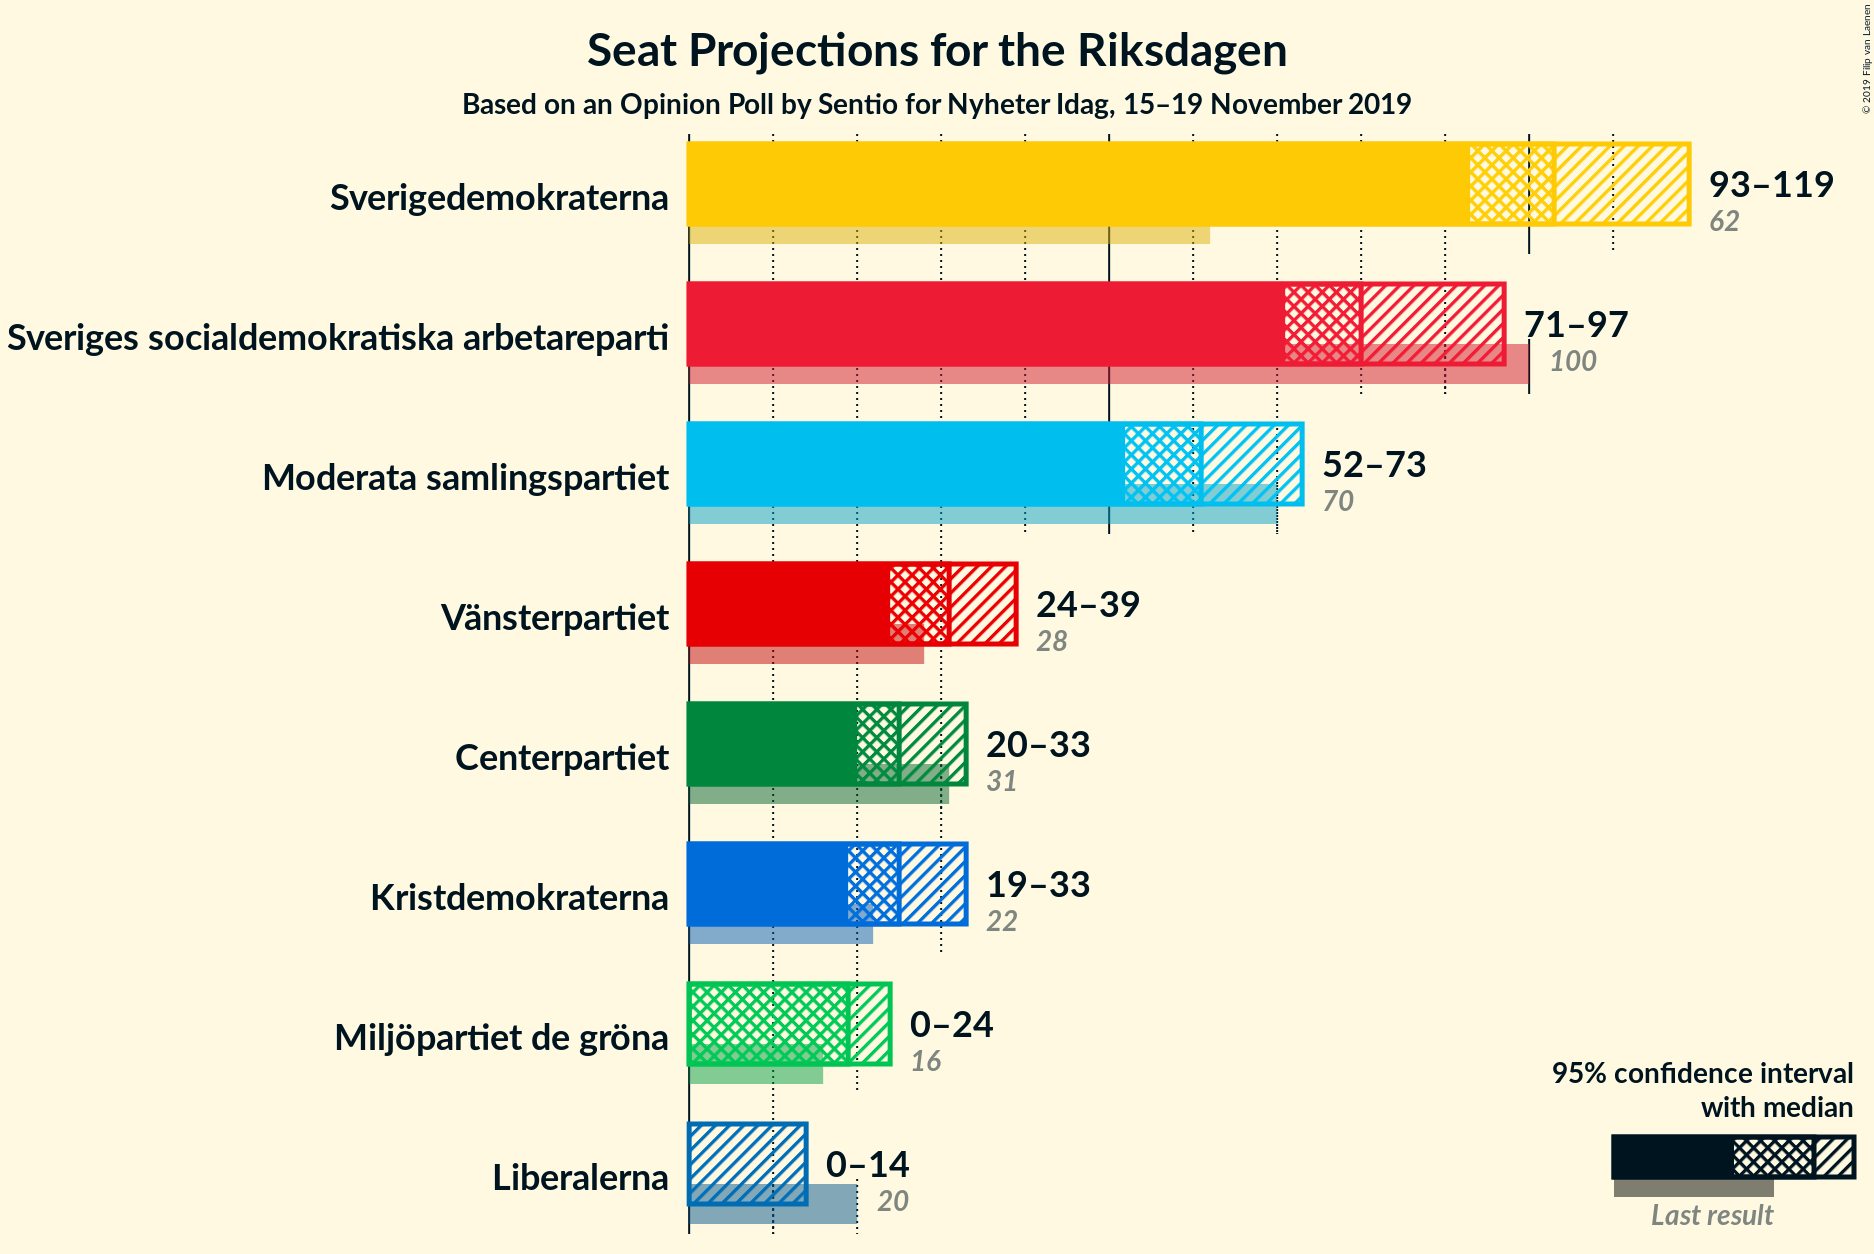 Seat Projections for the Riksdagen
Based on an Opinion Poll by Sentio for Nyheter Idag, 15–19 November 2019
© 2019 Filip van Laenen
Sverigedemokraterna
93–119
62
Sveriges socialdemokratiska arbetareparti
71–97
100
Moderata samlingspartiet
52–73
70
Vänsterpartiet
24–39
28
Centerpartiet
20–33
31
Kristdemokraterna
19–33
22
Miljöpartiet de gröna
0–24
16
Liberalerna
0–14
20
95% confidence interval
with median
Last result